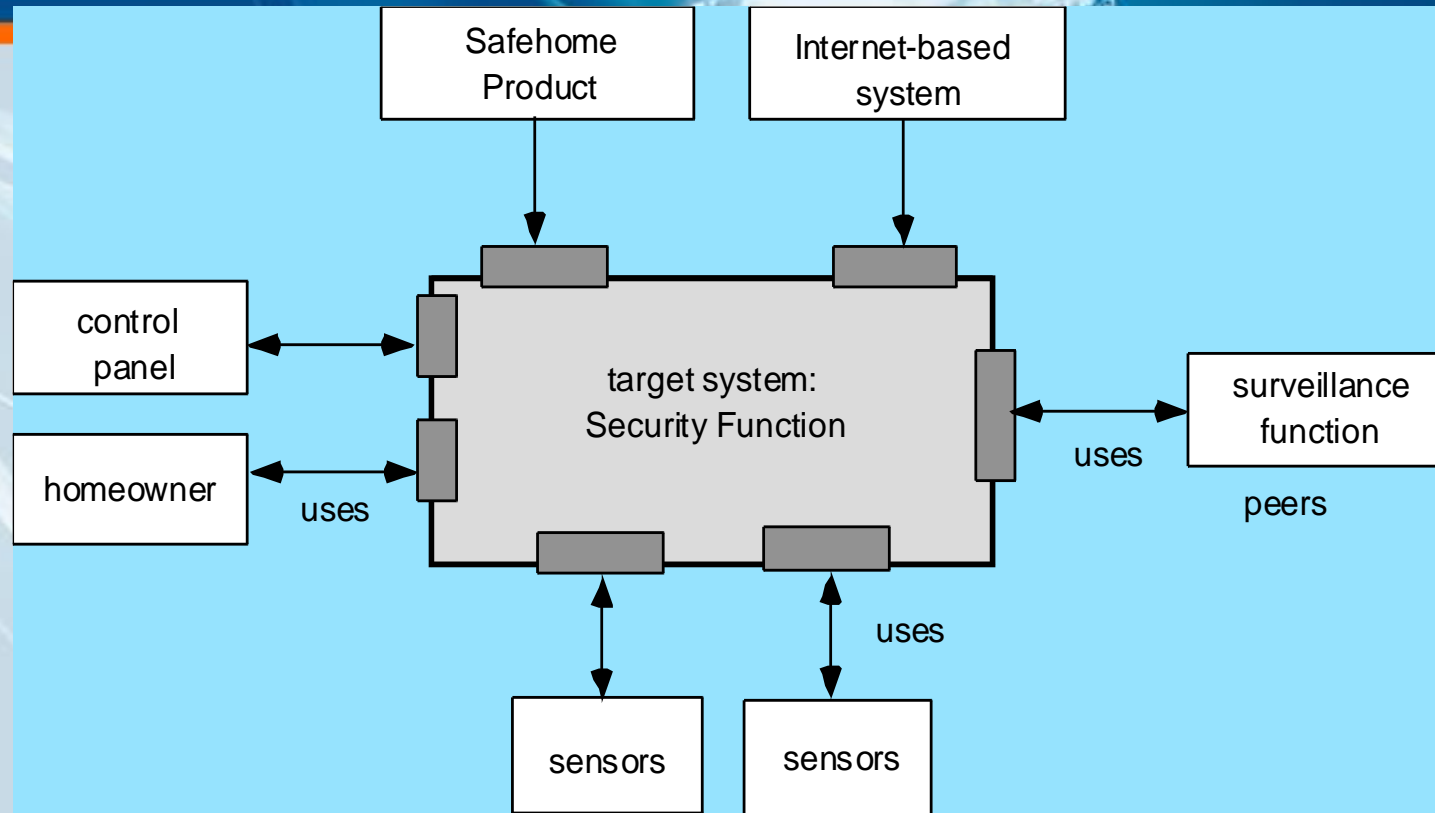 Safehome
Product
Internet-based
system
control
panel
target system:
Security Function
surveillance
function
uses
peers
homeowner
uses
uses
sensors
sensors